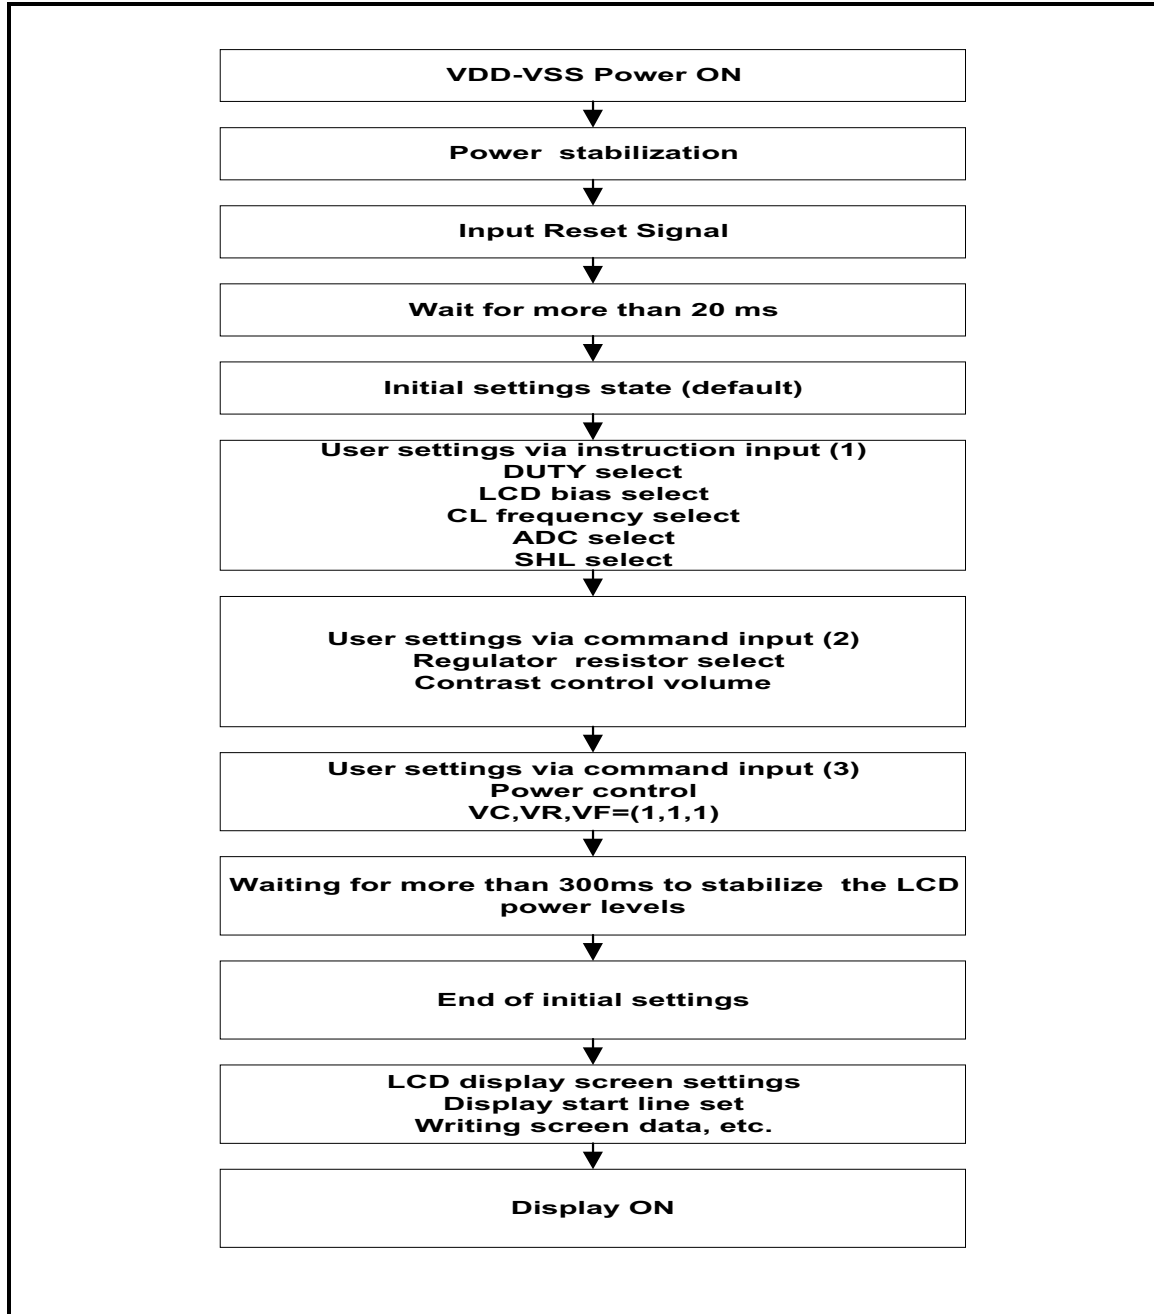 VDD-VSS Power ON
Power stabilization
Input Reset Signal
Wait for more than 20 ms
Initial settings state (default)
User settings via instruction input (1)
DUTY select
LCD bias select
CL frequency select
ADC select
SHL select
User settings via command input (2)
Regulator resistor select
Contrast control volume
User settings via command input (3)
Power control
VC,VR,VF=(1,1,1)
Waiting for more than 300ms to stabilize the LCD
power levels
End of initial settings
LCD display screen settings
Display start line set
Writing screen data, etc.
Display ON